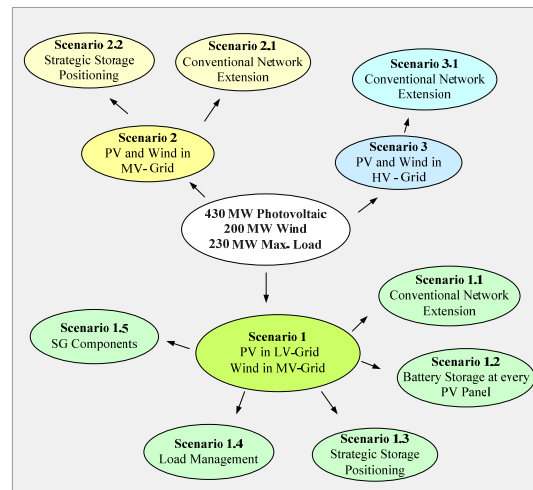 Scenario 2.2
Strategic Storage
Positioning
Scenario 2.1
Conventional Network
Extension
Scenario 3.1
Conventional Network
Extension
Scenario 2
PV and Wind in
MV- Grid
Scenario 3
PV and Wind in
HV - Grid
430 MW Photovoltaic
200 MW Wind
230 MW Max. Load
Scenario 1.1
Conventional Network
Extension
Scenario 1.5
SG Components
Scenario 1
PV in LV-Grid
Wind in MV-Grid
Scenario 1.2
Battery Storage at every
PV Panel
Scenario 1.4
Load Management
Scenario 1.3
Strategic Storage
Positioning